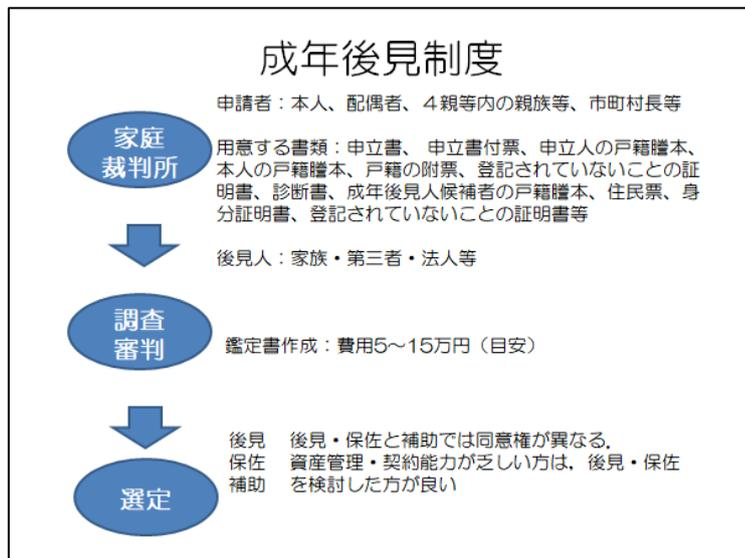 成年後見制度
申請者：本人、配偶者、４親等内の親族等、市町村長等
家庭
裁判所
用意する書類：申立書、 申立書付票、申立人の戸籍謄本、
本人の戸籍謄本、戸籍の附票、登記されていないことの証
明書、診断書、成年後見人候補者の戸籍謄本、住民票、身
分証明書、登記されていないことの証明書等
後見人：家族・第三者・法人等
調査
審判
鑑定書作成：費用5～15万円（目安）
後見　後見・保佐と補助では同意権が異なる．
保佐　資産管理・契約能力が乏しい方は，後見・保佐
補助　を検討した方が良い
選定